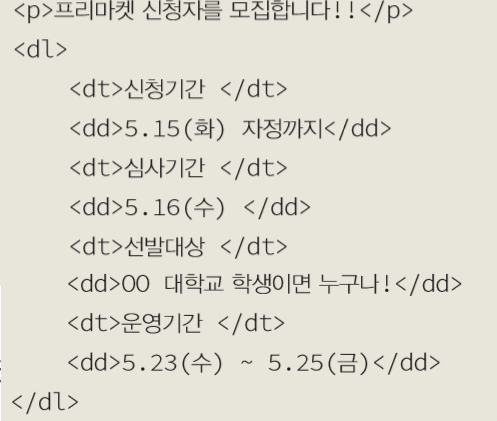 <p>프리마켓 신청자를 모집합니다!!</p>
<dl>
<dt>신청기간 </dt>
<dd>5.15(화) 자정까지</dd>
<dt>심사기간 </dt>
<dd>5.16(수) </dd>
<dt>선발대상 </dt>
<dd>OO 대학교 학생이면 누구나!</dd>
<dt>운영기간 </dt>
<dd>5.23(수) ~ 5.25(금)</dd>
</dl>